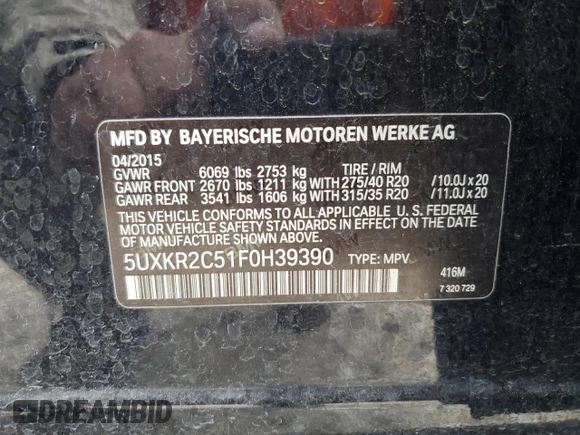 MFD BY BAYERISCHE MOTOREN WERKE AG
04/2015
GVWR 6069 lbs 2753 kg TIRE / RIM
GAWR FRONT 2670 lbs 1211 kg WITH 275/40 R20 /10.0J x 20
GAWR REAR 3541 lbs 1606 kg WITH 315/35 R20 /11.0J x 20
THIS VEHICLE CONFORMS TO ALL APPLICABLE U. S. FEDERAL
MOTOR VEHICLE SAFETY STANDARDS IN EFFECT ON THE DATE
OF MANUFACTURE SHOWN ABOVE.
5UXKR2C51F0H39390 TYPE: MPV
416M
7 320 729
DREAMBID